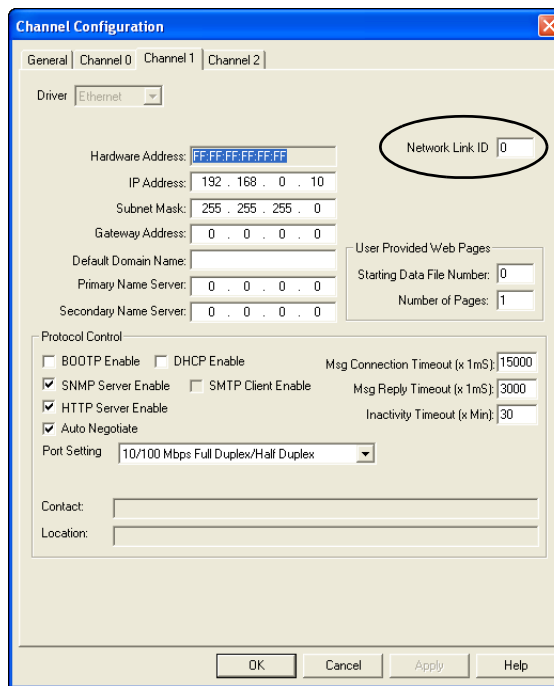 Channel Configuration
General Channel 0 Channel 1 Channel 2
Driver Ethernet
Network Link ID 0
Hardware Address: FF:FF:FF:FF:FF:FF
IP Address: 192 . 168 . 0 . 10
Subnet Mask: 255 . 255 . 255 . 0
Gateway Address: 0 . 0 . 0 . 0
Default Domain Name:
Primary Name Server: 0 . 0 . 0 . 0
Secondary Name Server: 0 . 0 . 0 . 0
User Provided Web Pages
Starting Data File Number: 0
Number of Pages: 1
Protocol Control
BOOTP Enable DHCP Enable
SNMP Server Enable SMTP Client Enable
HTTP Server Enable
Auto Negotiate
Msg Connection Timeout (x 1mS): 15000
Msg Reply Timeout (x 1mS): 3000
Inactivity Timeout (x Min): 30
Port Setting 10/100 Mbps Full Duplex/Half Duplex
Contact:
Location:
OK Cancel Apply Help